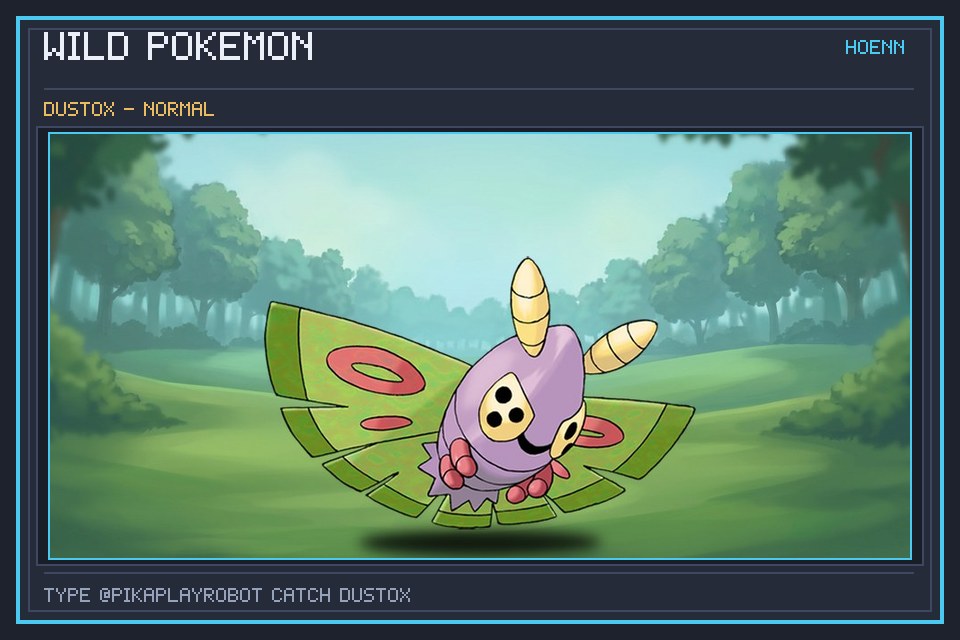 WILD POKEMON
HOENN
DUSTOX - NORMAL
TYPE @PIKAPLAYROBOT CATCH DUSTOX